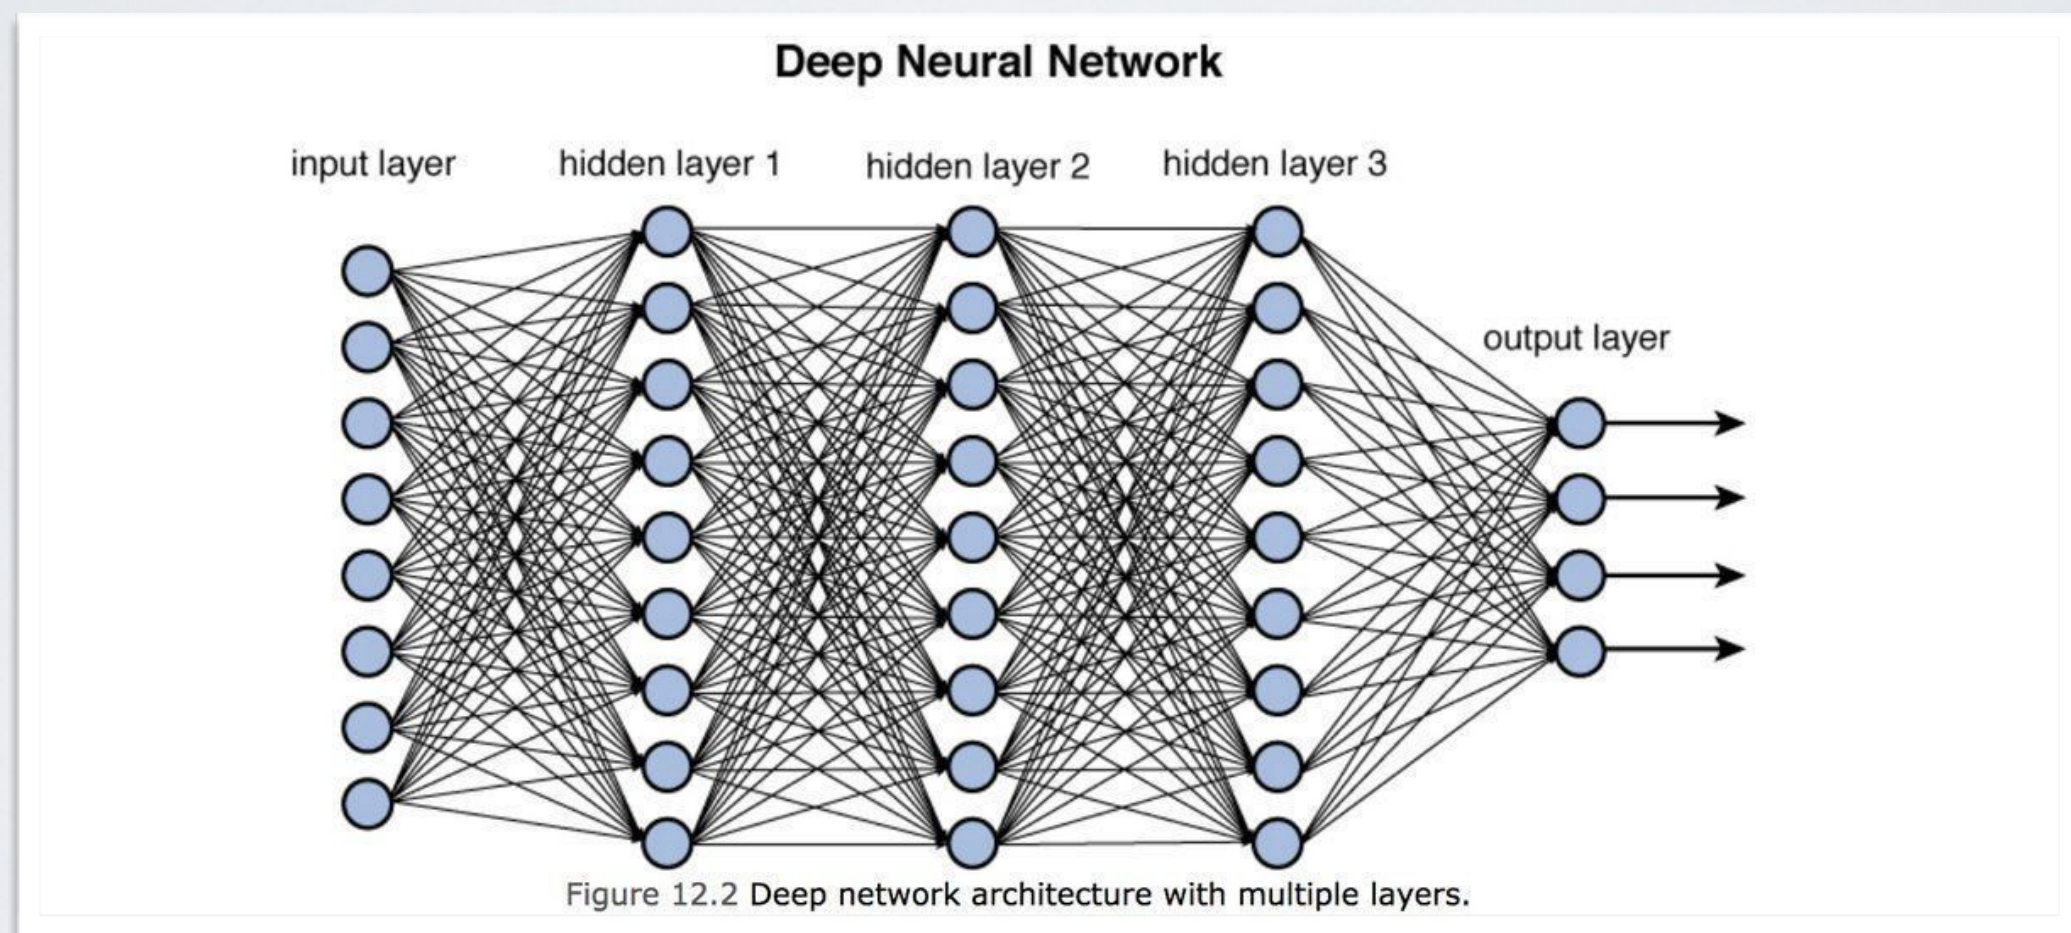 Deep Neural Network
input layer
hidden layer 1
hidden layer 2
hidden layer 3
output layer
Figure 12.2 Deep network architecture with multiple layers.